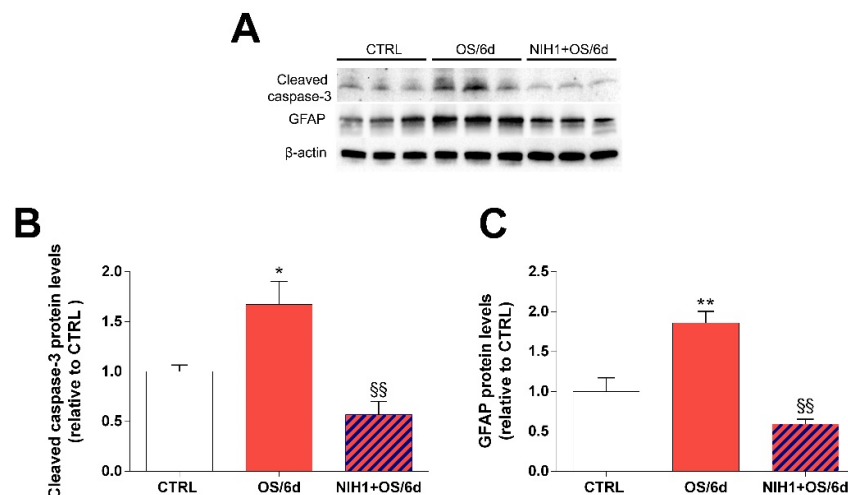 A
CTRL OS/6d NIH1+OS/6d
Cleaved
caspase-3
GFAP
β-actin
B
Cleaved caspase-3 protein levels
(relative to CTRL )
2.0
1.5
1.0
0.5
0.0
*
§§
CTRL OS/6d NIH1+OS/6d
C
GFAP protein levels
(relative to CTRL)
2.5
2.0
1.5
1.0
0.5
0.0
**
§§
CTRL OS/6d NIH1+OS/6d